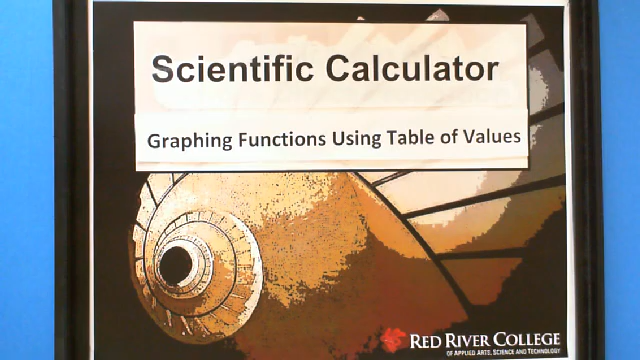 Scientific Calculator
Graphing Functions Using Table of Values
RED RIVER COLLEGE
OF APPLIED ARTS, SCIENCE AND TECHNOLOGY